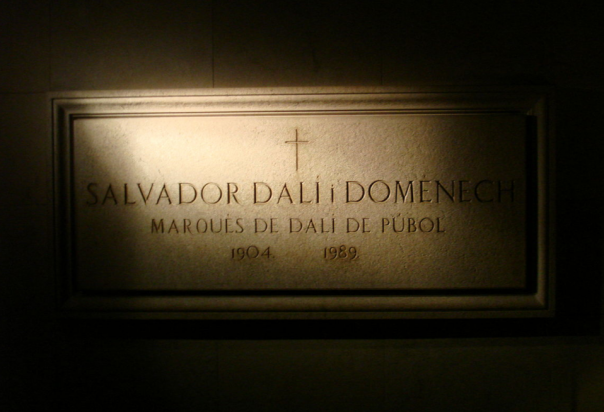 SALVADOR DALÍ i DOMÈNECH
MARQUÈS DE DALÍ DE PÚBOL
1904 1989